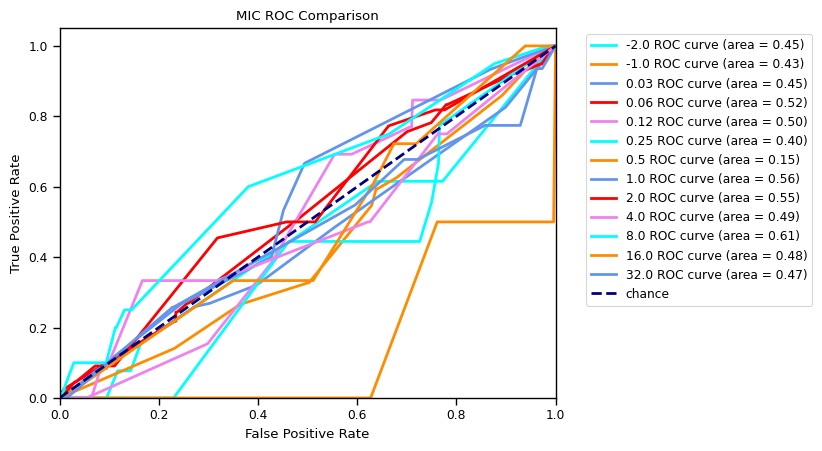 MIC ROC Comparison
1.0
0.8
0.6
0.4
0.2
0.0
True Positive Rate
0.0 0.2 0.4 0.6 0.8 1.0
False Positive Rate
-2.0 ROC curve (area = 0.45)
-1.0 ROC curve (area = 0.43)
0.03 ROC curve (area = 0.45)
0.06 ROC curve (area = 0.52)
0.12 ROC curve (area = 0.50)
0.25 ROC curve (area = 0.40)
0.5 ROC curve (area = 0.15)
1.0 ROC curve (area = 0.56)
2.0 ROC curve (area = 0.55)
4.0 ROC curve (area = 0.49)
8.0 ROC curve (area = 0.61)
16.0 ROC curve (area = 0.48)
32.0 ROC curve (area = 0.47)
chance